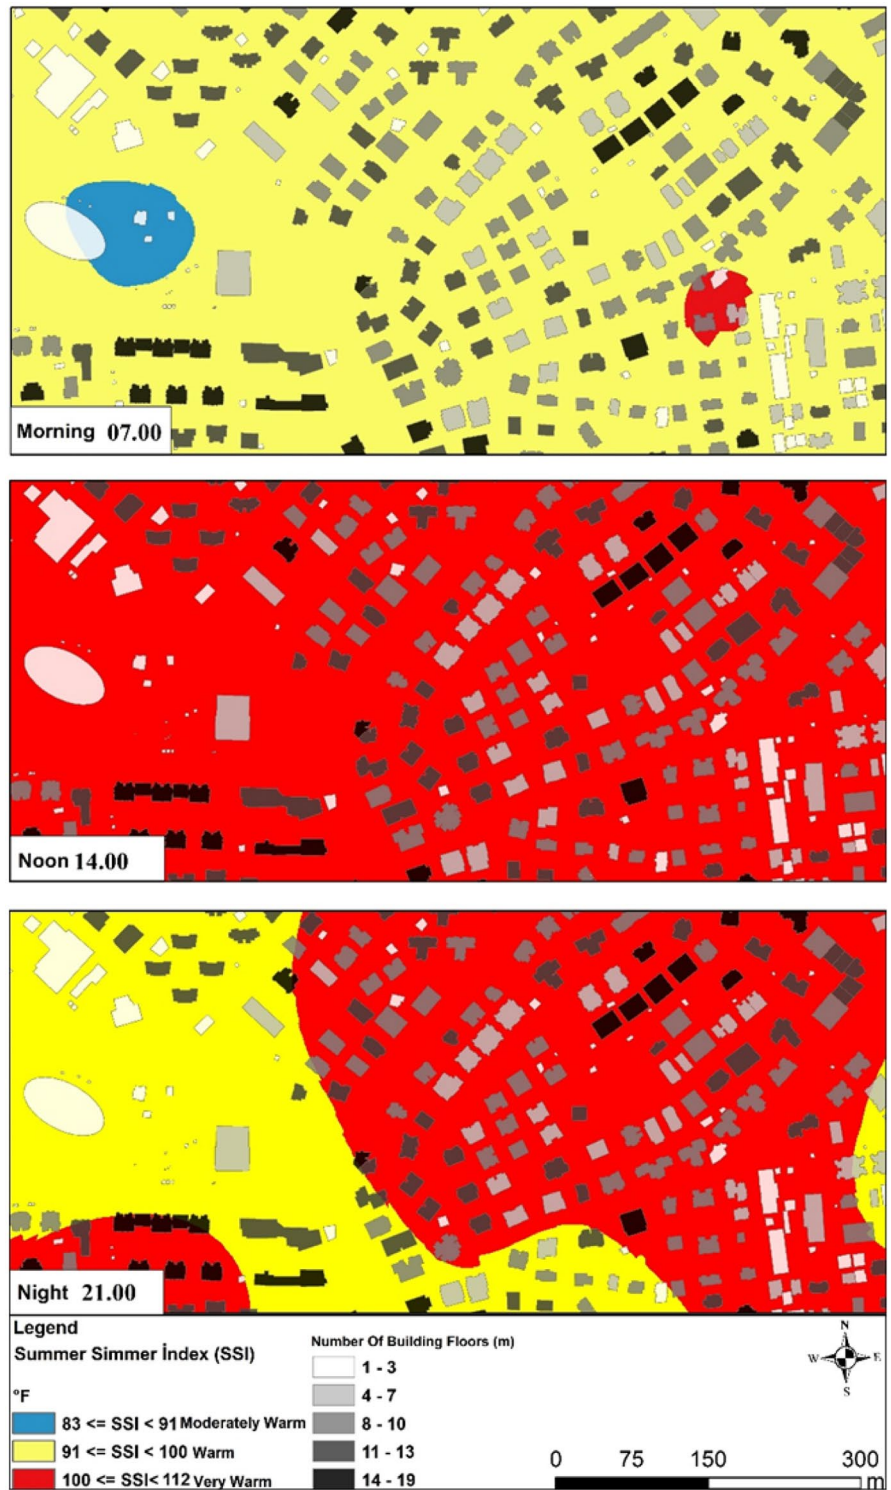 Morning 07.00
Noon 14.00
Night 21.00
Legend
Summer Simmer İndex (SSI)
°F
83 <= SSI < 91 Moderately Warm
91 <= SSI < 100 Warm
100 <= SSI< 112 Very Warm
Number Of Building Floors (m)
1 - 3
4 - 7
8 - 10
11 - 13
14 - 19
N
W E
S
0 75 150 300
m